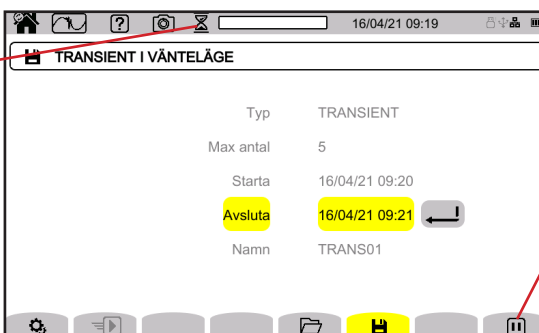 16/04/21 09:19
TRANSIENT I VÄNTELÄGE
Typ TRANSIENT
Max antal 5
Starta 16/04/21 09:20
Avsluta 16/04/21 09:21
Namn TRANS01